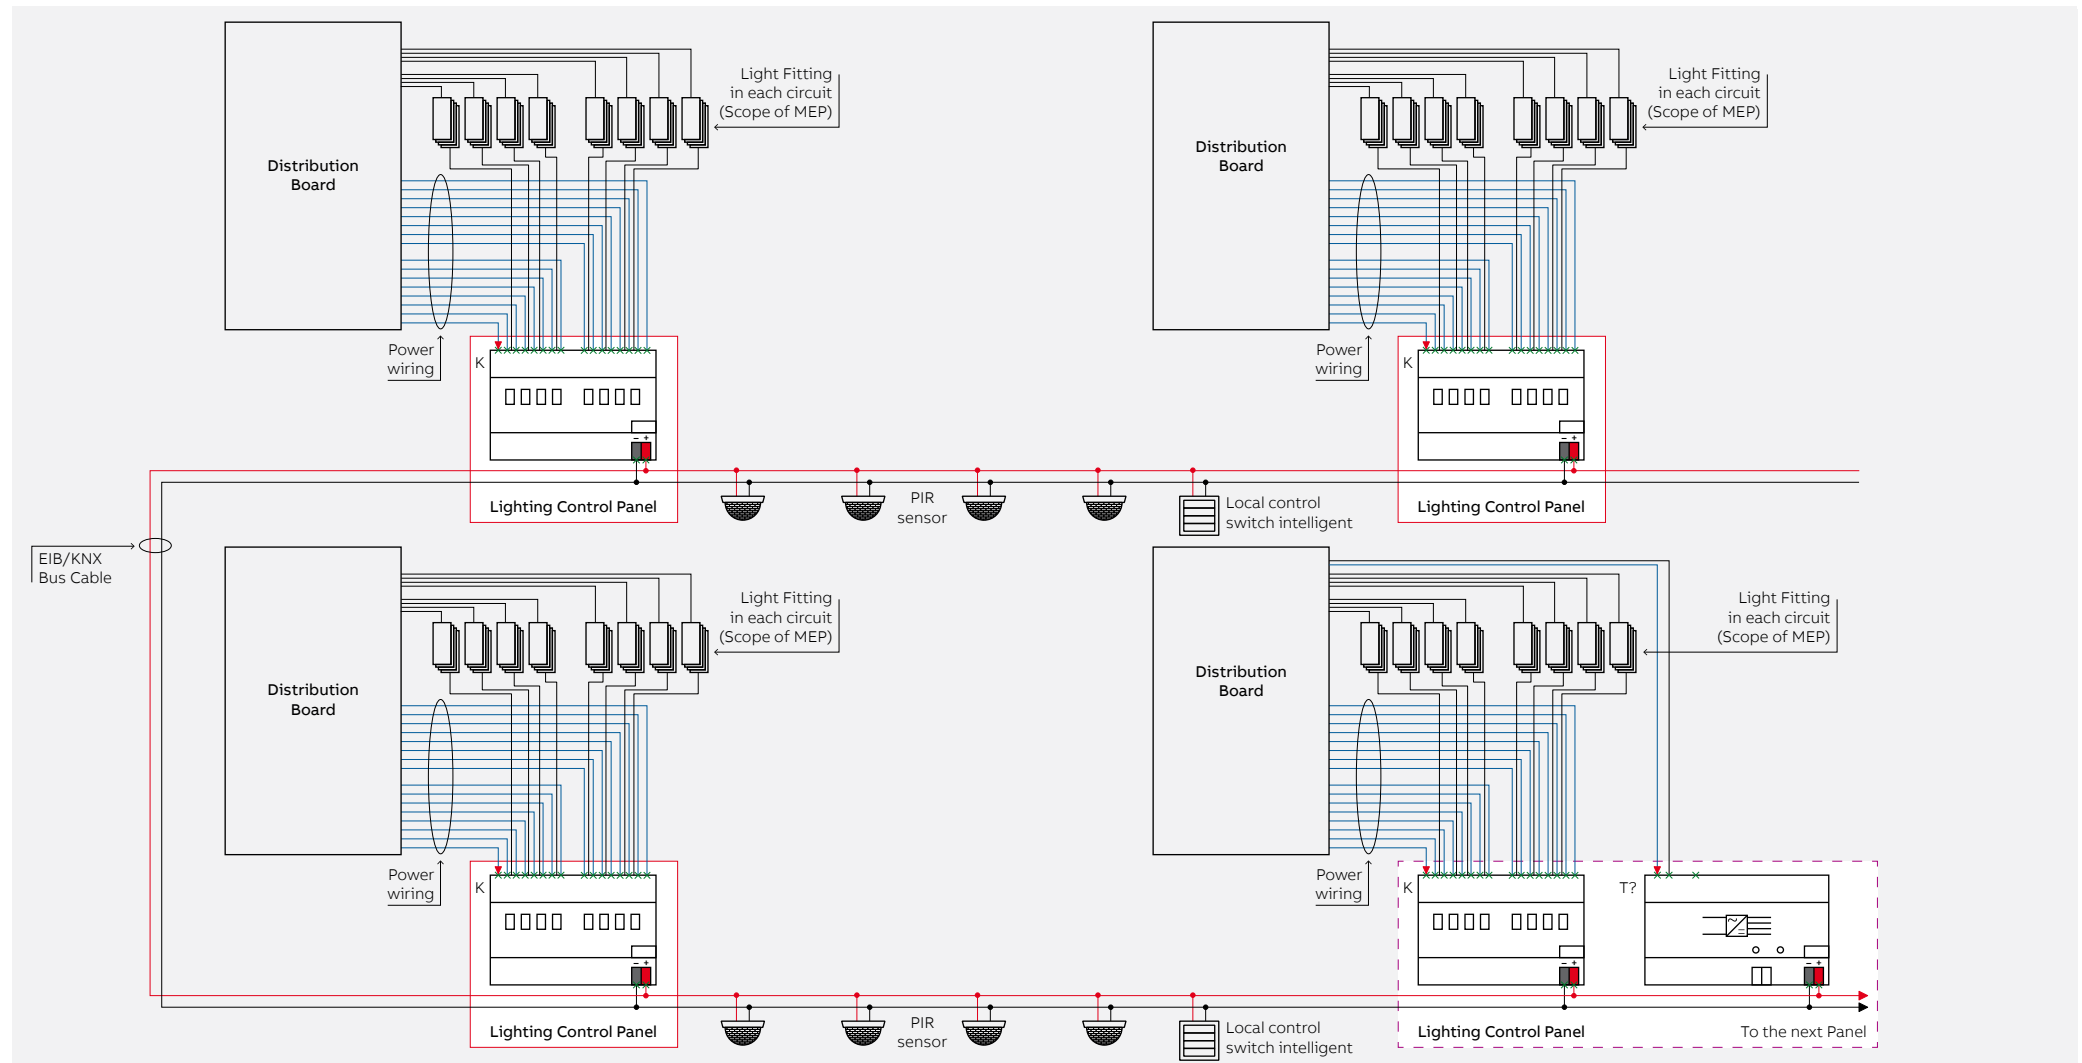 Distribution
Board
Light Fitting
in each circuit
(Scope of MEP)
Power
wiring
K
- +
Lighting Control Panel
PIR
sensor
Local control
switch intelligent
Distribution
Board
Light Fitting
in each circuit
(Scope of MEP)
Power
wiring
K
- +
Lighting Control Panel
EIB/KNX
Bus Cable
Distribution
Board
Light Fitting
in each circuit
(Scope of MEP)
Power
wiring
K
- +
Lighting Control Panel
PIR
sensor
Local control
switch intelligent
Distribution
Board
Light Fitting
in each circuit
(Scope of MEP)
Power
wiring
K
- +
T?
- +
Lighting Control Panel
To the next Panel